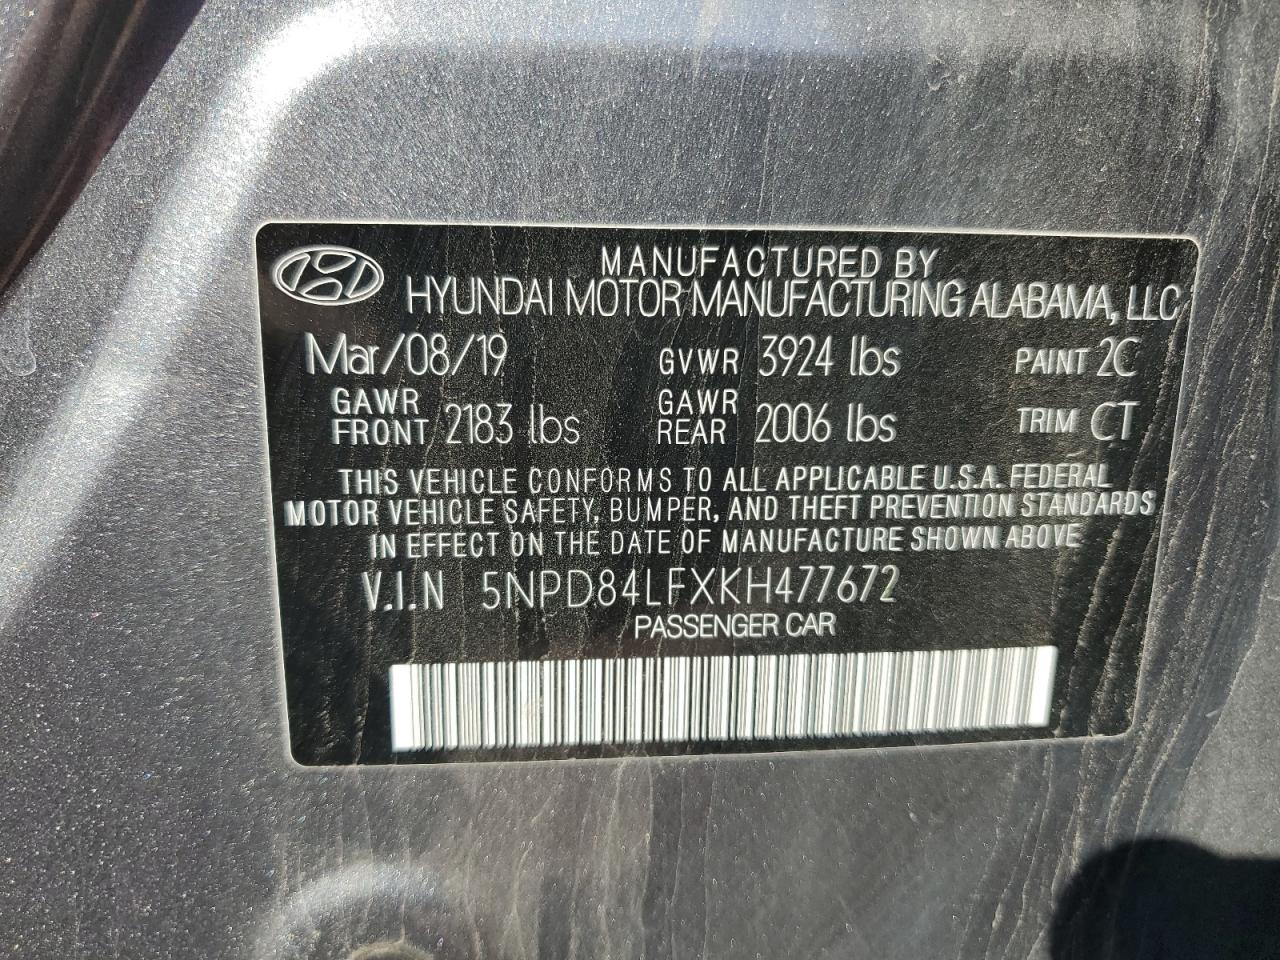 MANUFACTURED BY
HYUNDAI MOTOR MANUFACTURING ALABAMA, LLC
Mar/08/19 GVWR 3924 lbs PAINT 2C
GAWR FRONT 2183 lbs GAWR REAR 2006 lbs TRIM CT
THIS VEHICLE CONFORMS TO ALL APPLICABLE U.S.A. FEDERAL
MOTOR VEHICLE SAFETY, BUMPER, AND THEFT PREVENTION STANDARDS
IN EFFECT ON THE DATE OF MANUFACTURE SHOWN ABOVE
V.I.N 5NPD84LFXKH477672
PASSENGER CAR